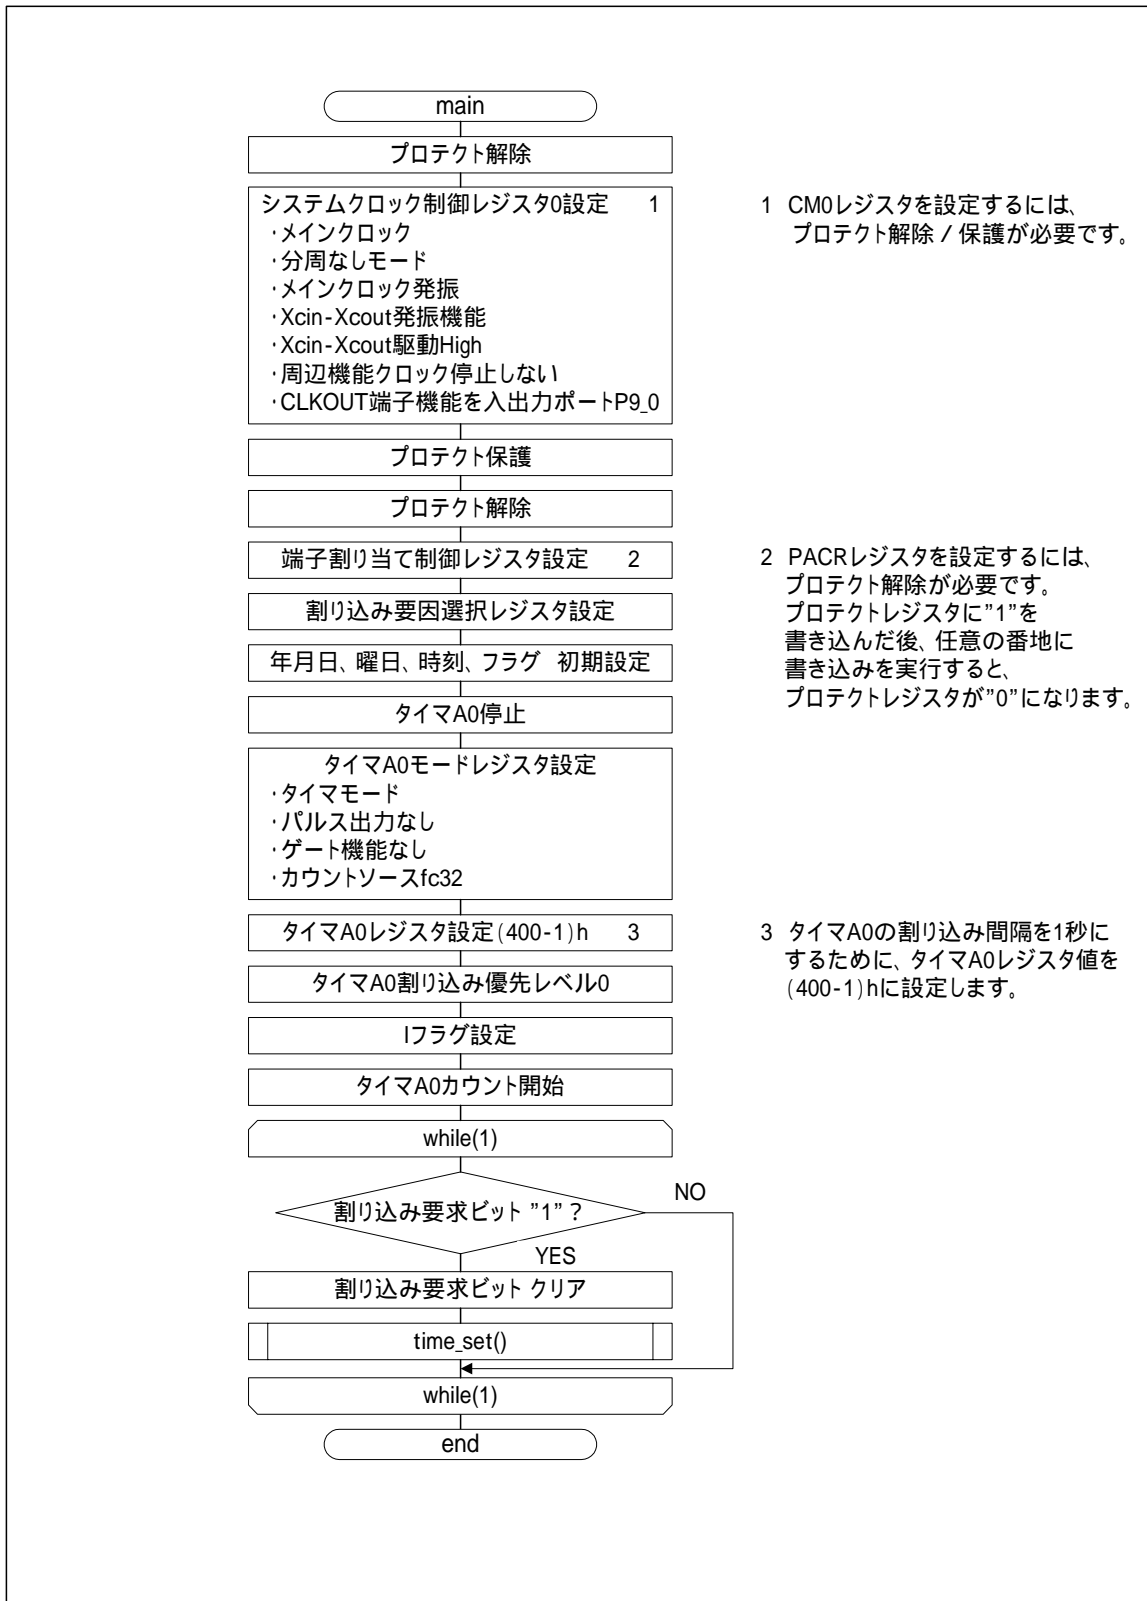 main
プロテクト解除
システムクロック制御レジスタ0設定 1
・メインクロック
・分周なしモード
・メインクロック発振
・Xcin-Xcout発振機能
・Xcin-Xcout駆動High
・周辺機能クロック停止しない
・CLKOUT端子機能を入出力ポートP9_0
1 CM0レジスタを設定するには、
プロテクト解除／保護が必要です。
プロテクト保護
プロテクト解除
端子割り当て制御レジスタ設定 2
割り込み要因選択レジスタ設定
年月日、曜日、時刻、フラグ 初期設定
タイマA0停止
2 PACRレジスタを設定するには、
プロテクト解除が必要です。
プロテクトレジスタに”1”を
書き込んだ後、任意の番地に
書き込みを実行すると、
プロテクトレジスタが”0”になります。
タイマA0モードレジスタ設定
・タイマモード
・パルス出力なし
・ゲート機能なし
・カウントソースfc32
タイマA0レジスタ設定(400-1)h 3
3 タイマA0の割り込み間隔を1秒に
するために、タイマA0レジスタ値を
(400-1)hに設定します。
タイマA0割り込み優先レベル0
Iフラグ設定
タイマA0カウント開始
while(1)
割り込み要求ビット ”1”？
NO
YES
割り込み要求ビット クリア
time_set()
while(1)
end